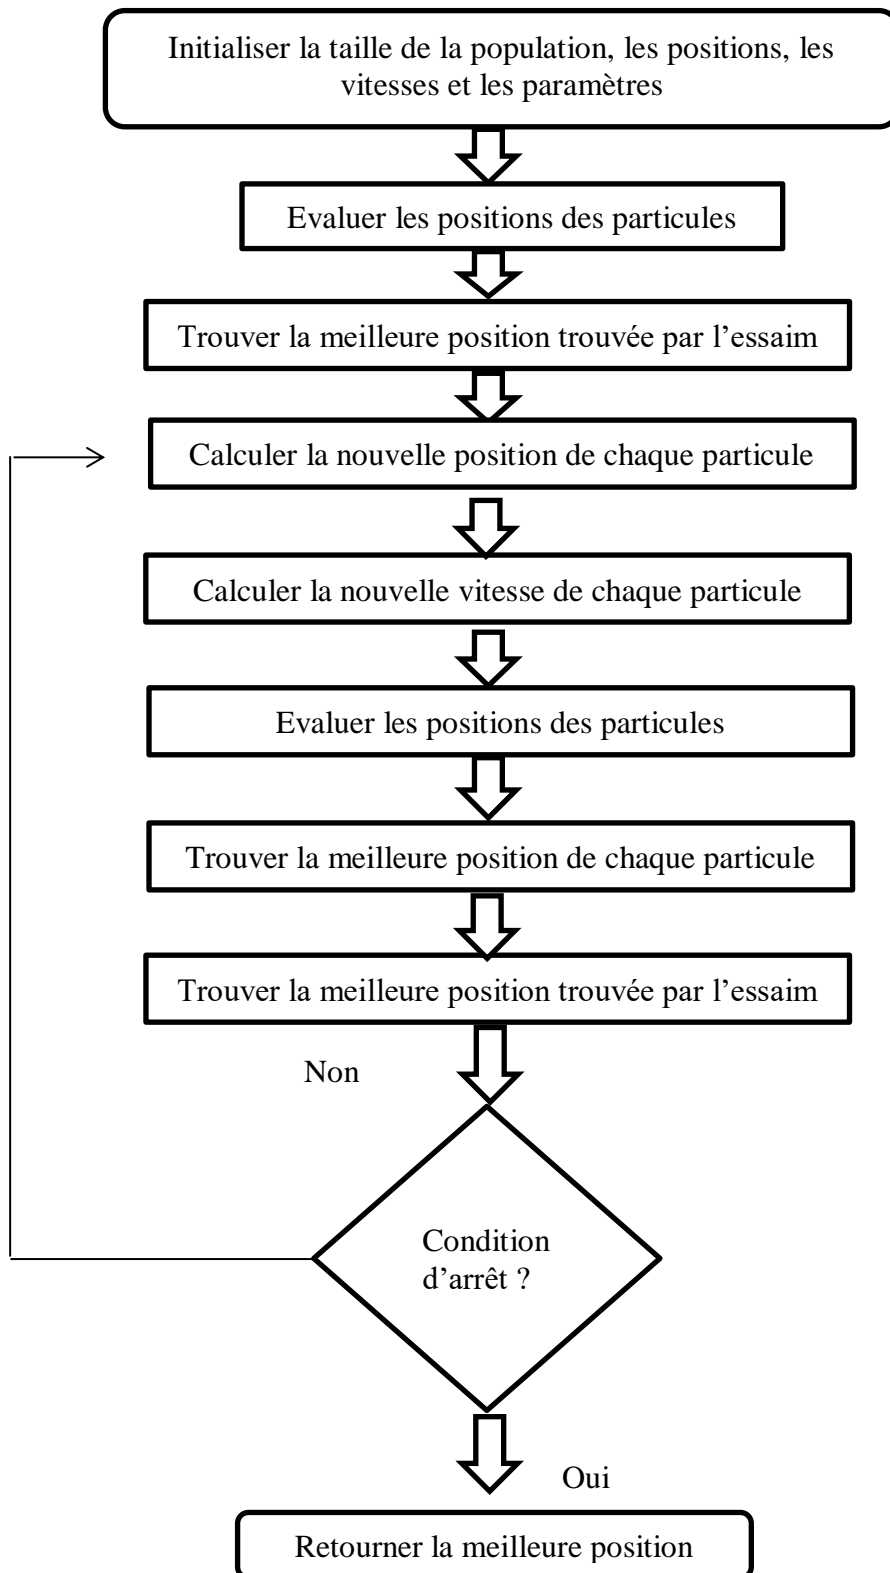 Initialiser la taille de la population, les positions, les
vitesses et les paramètres
Evaluer les positions des particules
Trouver la meilleure position trouvée par l’essaim
Calculer la nouvelle position de chaque particule
Calculer la nouvelle vitesse de chaque particule
Evaluer les positions des particules
Trouver la meilleure position de chaque particule
Trouver la meilleure position trouvée par l’essaim
Non
Condition
d’arrêt ?
Oui
Retourner la meilleure position